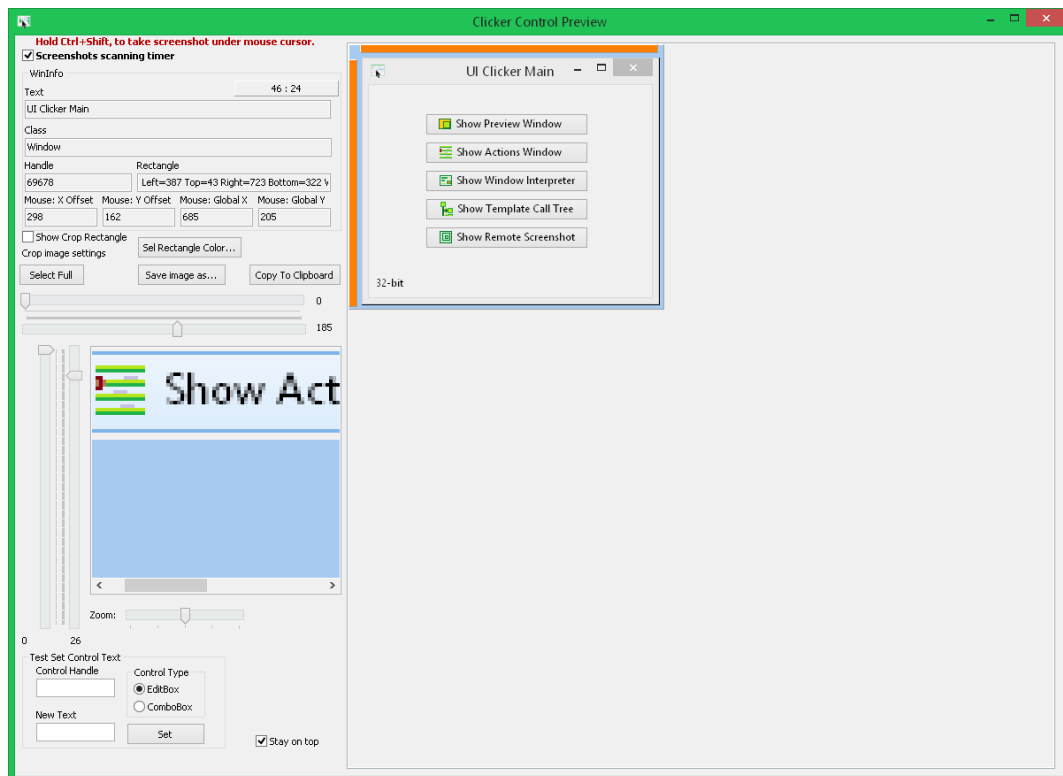 Clicker Control Preview
Hold Ctrl+Shift, to take screenshot under mouse cursor.
Screenshots scanning timer
WinInfo
Text
46 : 24
UI Clicker Main
Class
Window
Handle Rectangle
69678 Left=387 Top=43 Right=723 Bottom=322
Mouse: X Offset Mouse: Y Offset Mouse: Global X Mouse: Global Y
298 162 685 205
Show Crop Rectangle
Crop image settings
Sel Rectangle Color...
Select Full Save image as... Copy To Clipboard
0
185
Show Act
Zoom:
0 26
Test Set Control Text
Control Handle
Control Type
EditBox
ComboBox
New Text
Set
Stay on top
UI Clicker Main
Show Preview Window
Show Actions Window
Show Window Interpreter
Show Template Call Tree
Show Remote Screenshot
32-bit